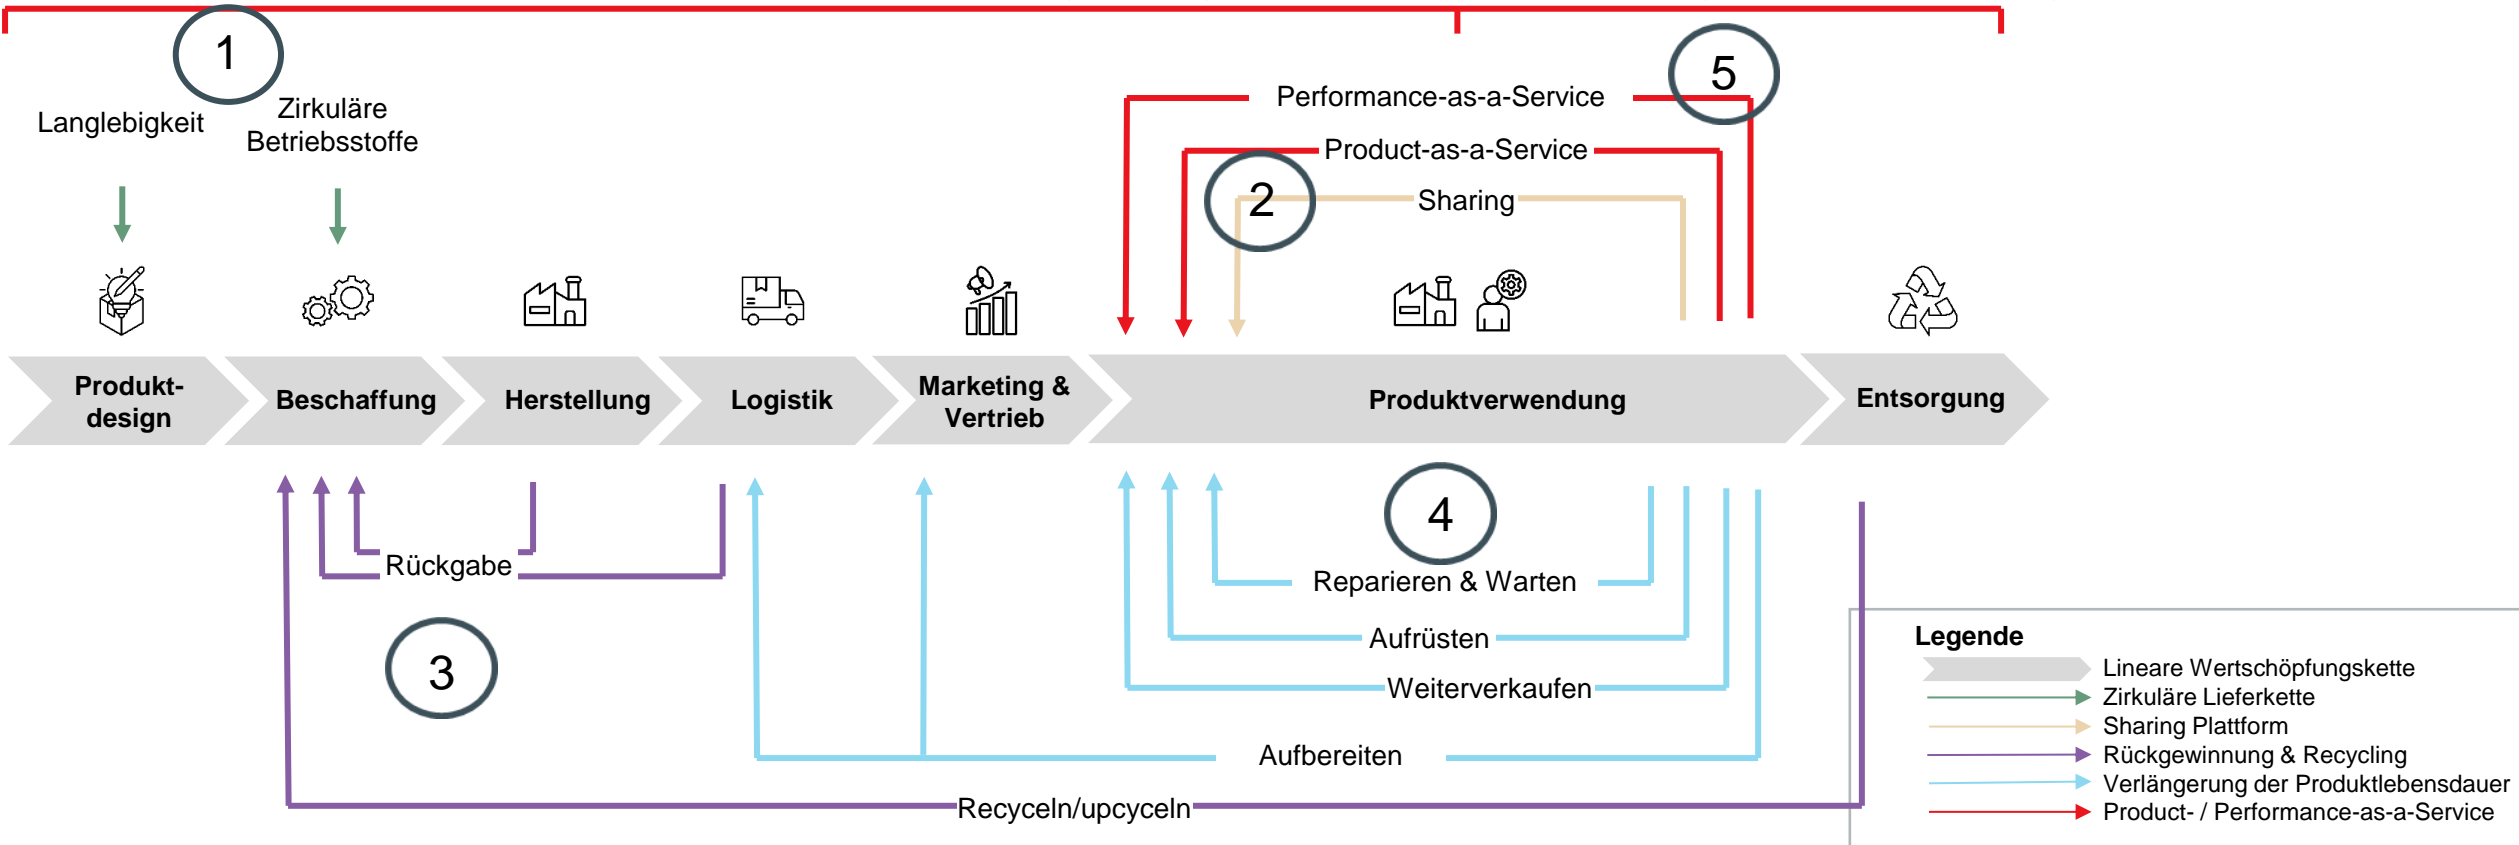 1
5
Performance-as-a-Service
Langlebigkeit
Zirkuläre
Betriebsstoffe
Product-as-a-Service
2
Sharing
Produkt-
design
Beschaffung
Herstellung
Logistik
Marketing &
Vertrieb
Produktverwendung
Entsorgung
4
Rückgabe
Reparieren & Warten
3
Aufrüsten
Weiterverkaufen
Aufbereiten
Recyceln/upcyceln
Legende
Lineare Wertschöpfungskette
Zirkuläre Lieferkette
Sharing Plattform
Rückgewinnung & Recycling
Verlängerung der Produktlebensdauer
Product- / Performance-as-a-Service